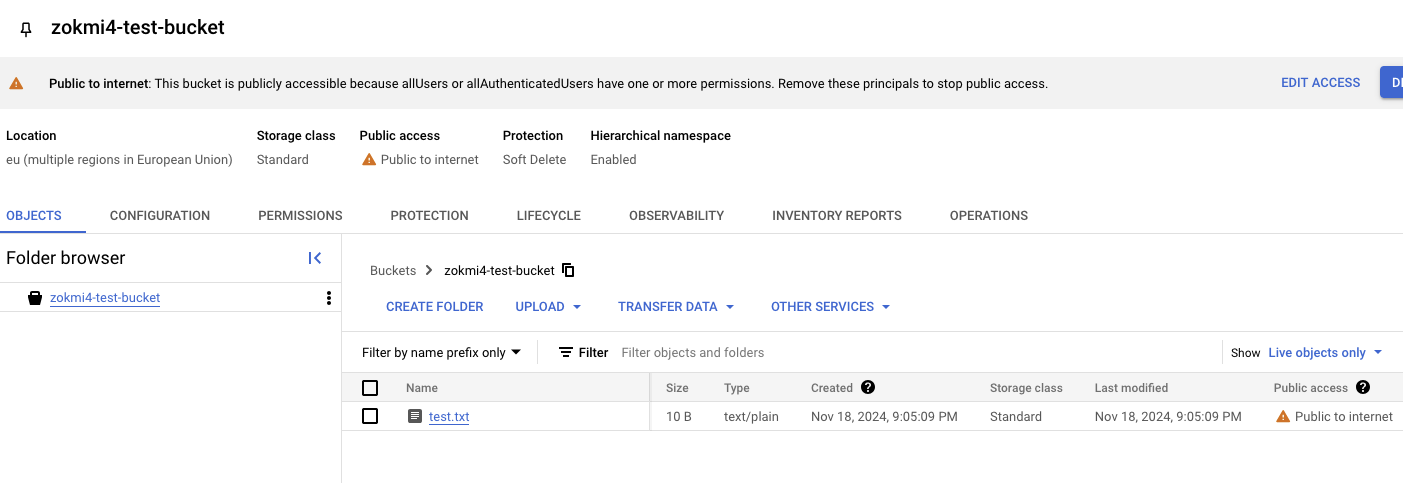 zokmi4-test-bucket
Public to internet: This bucket is publicly accessible because allUsers or allAuthenticatedUsers have one or more permissions. Remove these principals to stop public access. EDIT ACCESS
Location Storage class Public access Protection Hierarchical namespace
eu (multiple regions in European Union) Standard Public to internet Soft Delete Enabled
OBJECTS CONFIGURATION PERMISSIONS PROTECTION LIFECYCLE OBSERVABILITY INVENTORY REPORTS OPERATIONS
Folder browser
zokmi4-test-bucket
Buckets > zokmi4-test-bucket
CREATE FOLDER UPLOAD TRANSFER DATA OTHER SERVICES
Filter by name prefix only Filter Filter objects and folders Show Live objects only
Name Size Type Created Storage class Last modified Public access
test.txt 10 B text/plain Nov 18, 2024, 9:05:09 PM Standard Nov 18, 2024, 9:05:09 PM Public to internet